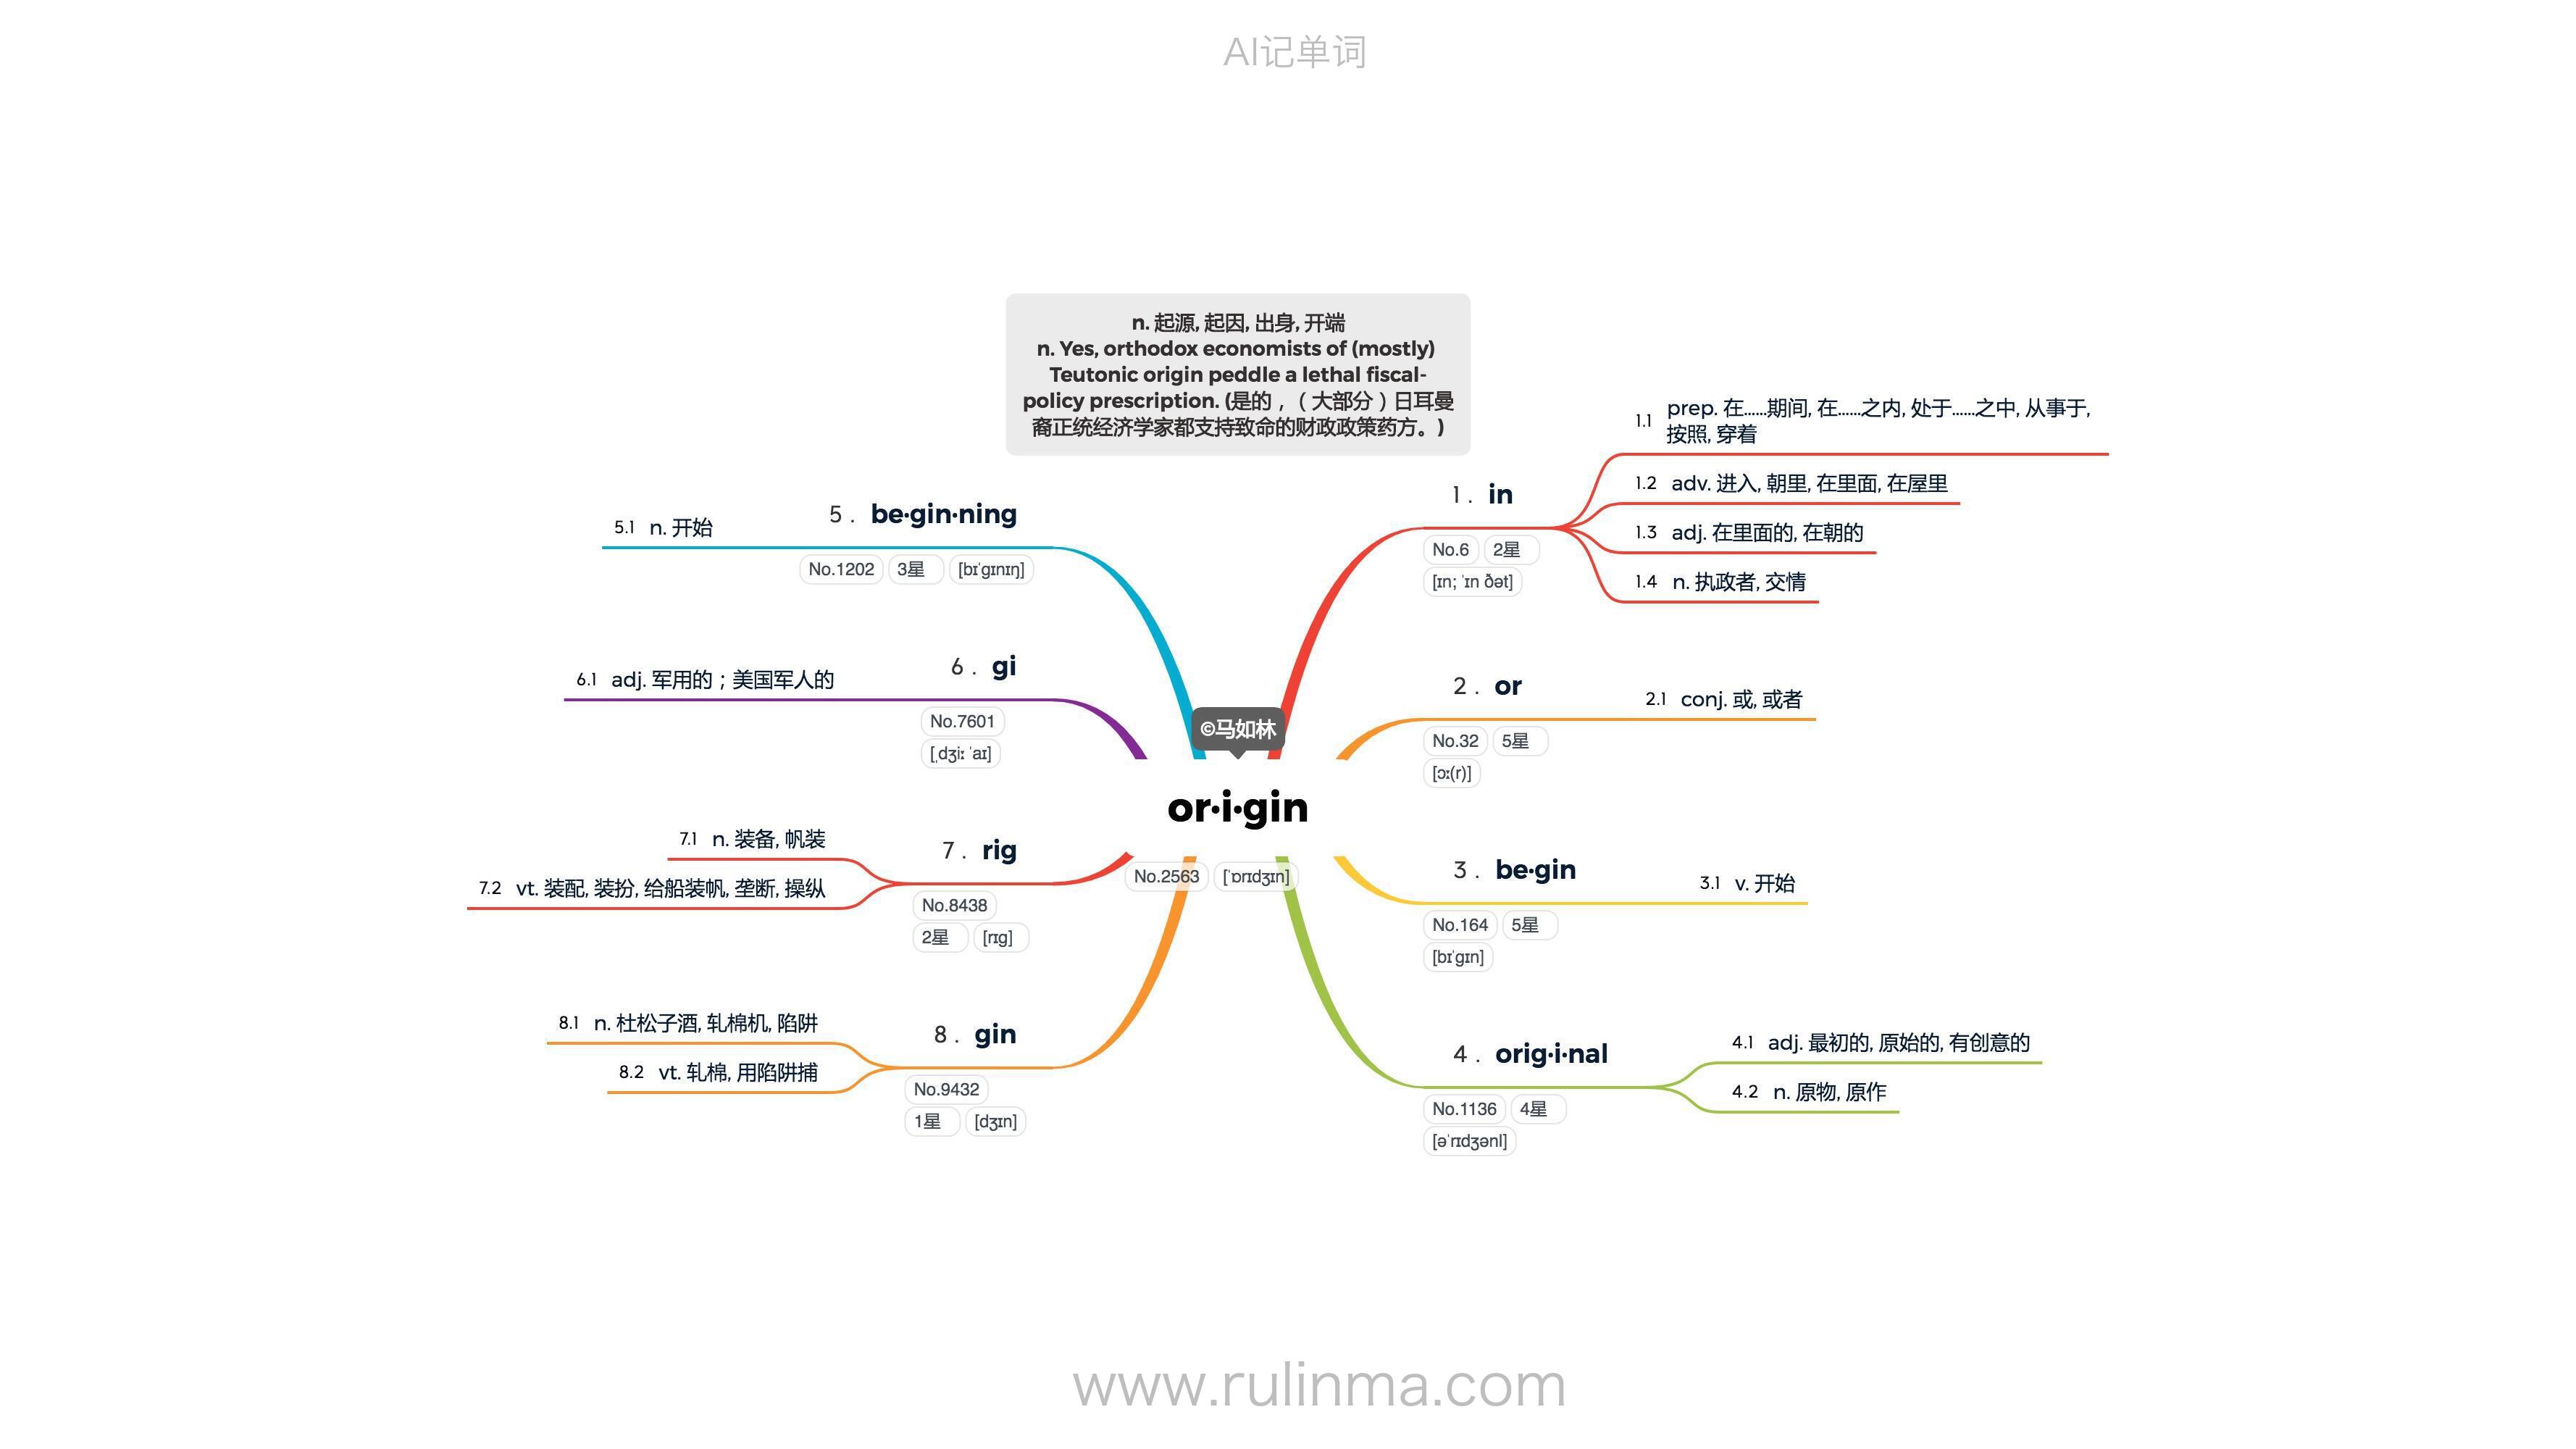 AI记单词
n. 起源, 起因, 出身, 开端
n. Yes, orthodox economists of (mostly)
Teutonic origin peddle a lethal fiscal-
policy prescription. (是的，（大部分）日耳曼
裔正统经济学家都支持致命的财政政策药方。)
©马如林
or·i·gin
No.2563 ['ɒrɪdʒɪn]
1. in
No.6 2星
[ɪn; ˈɪn ðət]
1.1 prep. 在......期间, 在......之内, 处于......之中, 从事于,
按照, 穿着
1.2 adv. 进入, 朝里, 在里面, 在屋里
1.3 adj. 在里面的, 在朝的
1.4 n. 执政者, 交情
2. or
No.32 5星
[ɔː(r)]
2.1 conj. 或, 或者
3. be·gin
No.164 5星
[bɪˈɡɪn]
3.1 v. 开始
4. orig·i·nal
No.1136 4星
[əˈrɪdʒənl]
4.1 adj. 最初的, 原始的, 有创意的
4.2 n. 原物, 原作
5. be·gin·ning
No.1202 3星 [bɪˈɡɪnɪŋ]
5.1 n. 开始
6. gi
No.7601
[ˌdʒiː ˈaɪ]
6.1 adj. 军用的；美国军人的
7. rig
No.8438
2星 [rɪɡ]
7.1 n. 装备, 帆装
7.2 vt. 装配, 装扮, 给船装帆, 垄断, 操纵
8. gin
No.9432
1星 [dʒɪn]
8.1 n. 杜松子酒, 轧棉机, 陷阱
8.2 vt. 轧棉, 用陷阱捕
www.rulinma.com